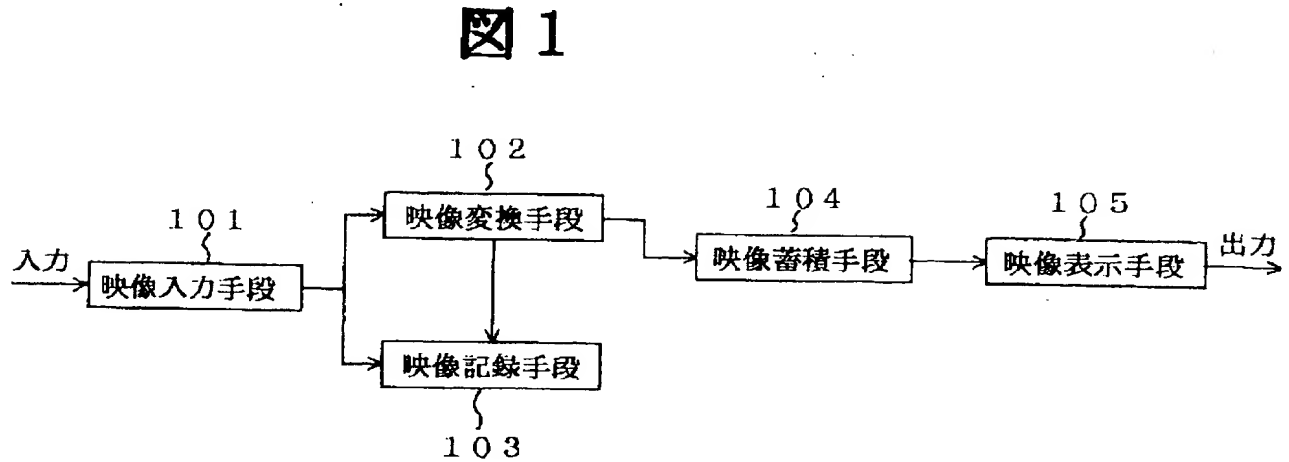 図1
102
映像変換手段
104
映像蓄積手段
105
映像表示手段
出力
101
入力
映像入力手段
映像記録手段
103